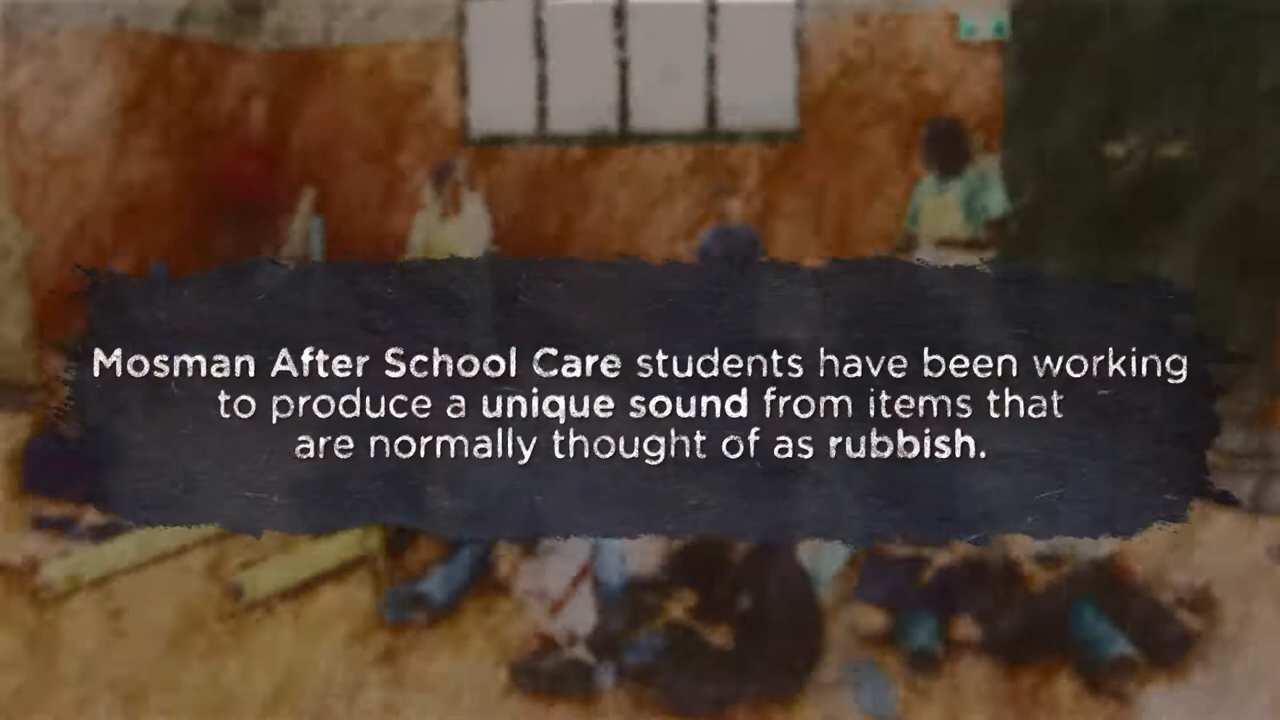 Mosman After School Care students have been working
to produce a unique sound from items that
are normally thought of as rubbish.